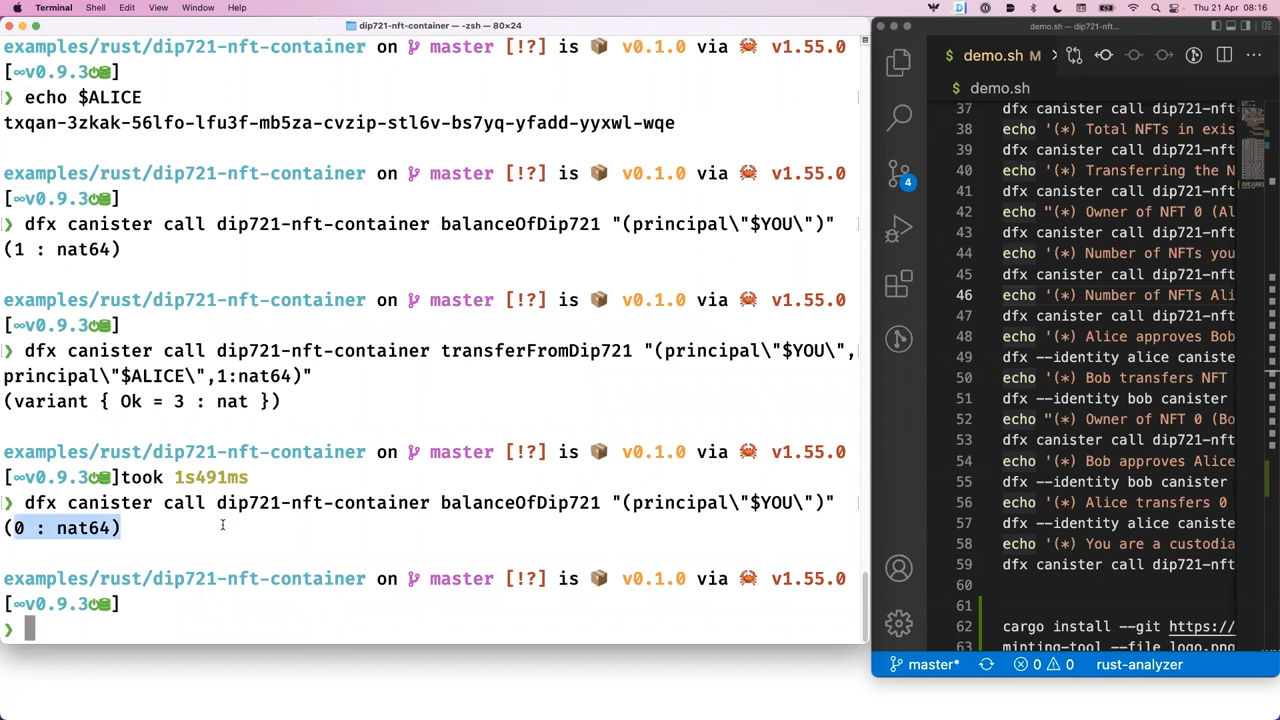 Terminal Shell Edit View Window Help Thu 21 Apr 08:16
dip721-nft-container — -zsh — 80×24
examples/rust/dip721-nft-container on master [!?] is 📦 v0.1.0 via 🦀 v1.55.0
[∞v0.9.3]
❯ echo $ALICE
txqan-3zkak-56lfo-lfu3f-mb5za-cvzip-stl6v-bs7yq-yfadd-yyxwl-wqe
examples/rust/dip721-nft-container on master [!?] is 📦 v0.1.0 via 🦀 v1.55.0
[∞v0.9.3]
❯ dfx canister call dip721-nft-container balanceOfDip721 "(principal\"$YOU\")"
(1 : nat64)
examples/rust/dip721-nft-container on master [!?] is 📦 v0.1.0 via 🦀 v1.55.0
[∞v0.9.3]
❯ dfx canister call dip721-nft-container transferFromDip721 "(principal\"$YOU\",
principal\"$ALICE\",1:nat64)"
(variant { Ok = 3 : nat })
examples/rust/dip721-nft-container on master [!?] is 📦 v0.1.0 via 🦀 v1.55.0
[∞v0.9.3]took 1s491ms
❯ dfx canister call dip721-nft-container balanceOfDip721 "(principal\"$YOU\")"
(0 : nat64)
examples/rust/dip721-nft-container on master [!?] is 📦 v0.1.0 via 🦀 v1.55.0
[∞v0.9.3]
❯
demo.sh — dip721-nft...
$ demo.sh M
$ demo.sh
4
37 dfx canister call dip721-nft
38 echo '(*) Total NFTs in exis
39 dfx canister call dip721-nft
40 echo '(*) Transferring the N
41 dfx canister call dip721-nft
42 echo "(*) Owner of NFT 0 (Al
43 dfx canister call dip721-nft
44 echo '(*) Number of NFTs you
45 dfx canister call dip721-nft
46 echo '(*) Number of NFTs Ali
47 dfx canister call dip721-nft
48 echo '(*) Alice approves Bob
49 dfx --identity alice caniste
50 echo '(*) Bob transfers NFT
51 dfx --identity bob canister
52 echo "(*) Owner of NFT 0 (Bo
53 dfx canister call dip721-nft
54 echo '(*) Bob approves Alice
55 dfx --identity bob canister
56 echo '(*) Alice transfers 0
57 dfx --identity alice caniste
58 echo '(*) You are a custodia
59 dfx canister call dip721-nft
60
61
62 cargo install --git https://
63 minting-tool --file logo.png
master* 0 0 rust-analyzer